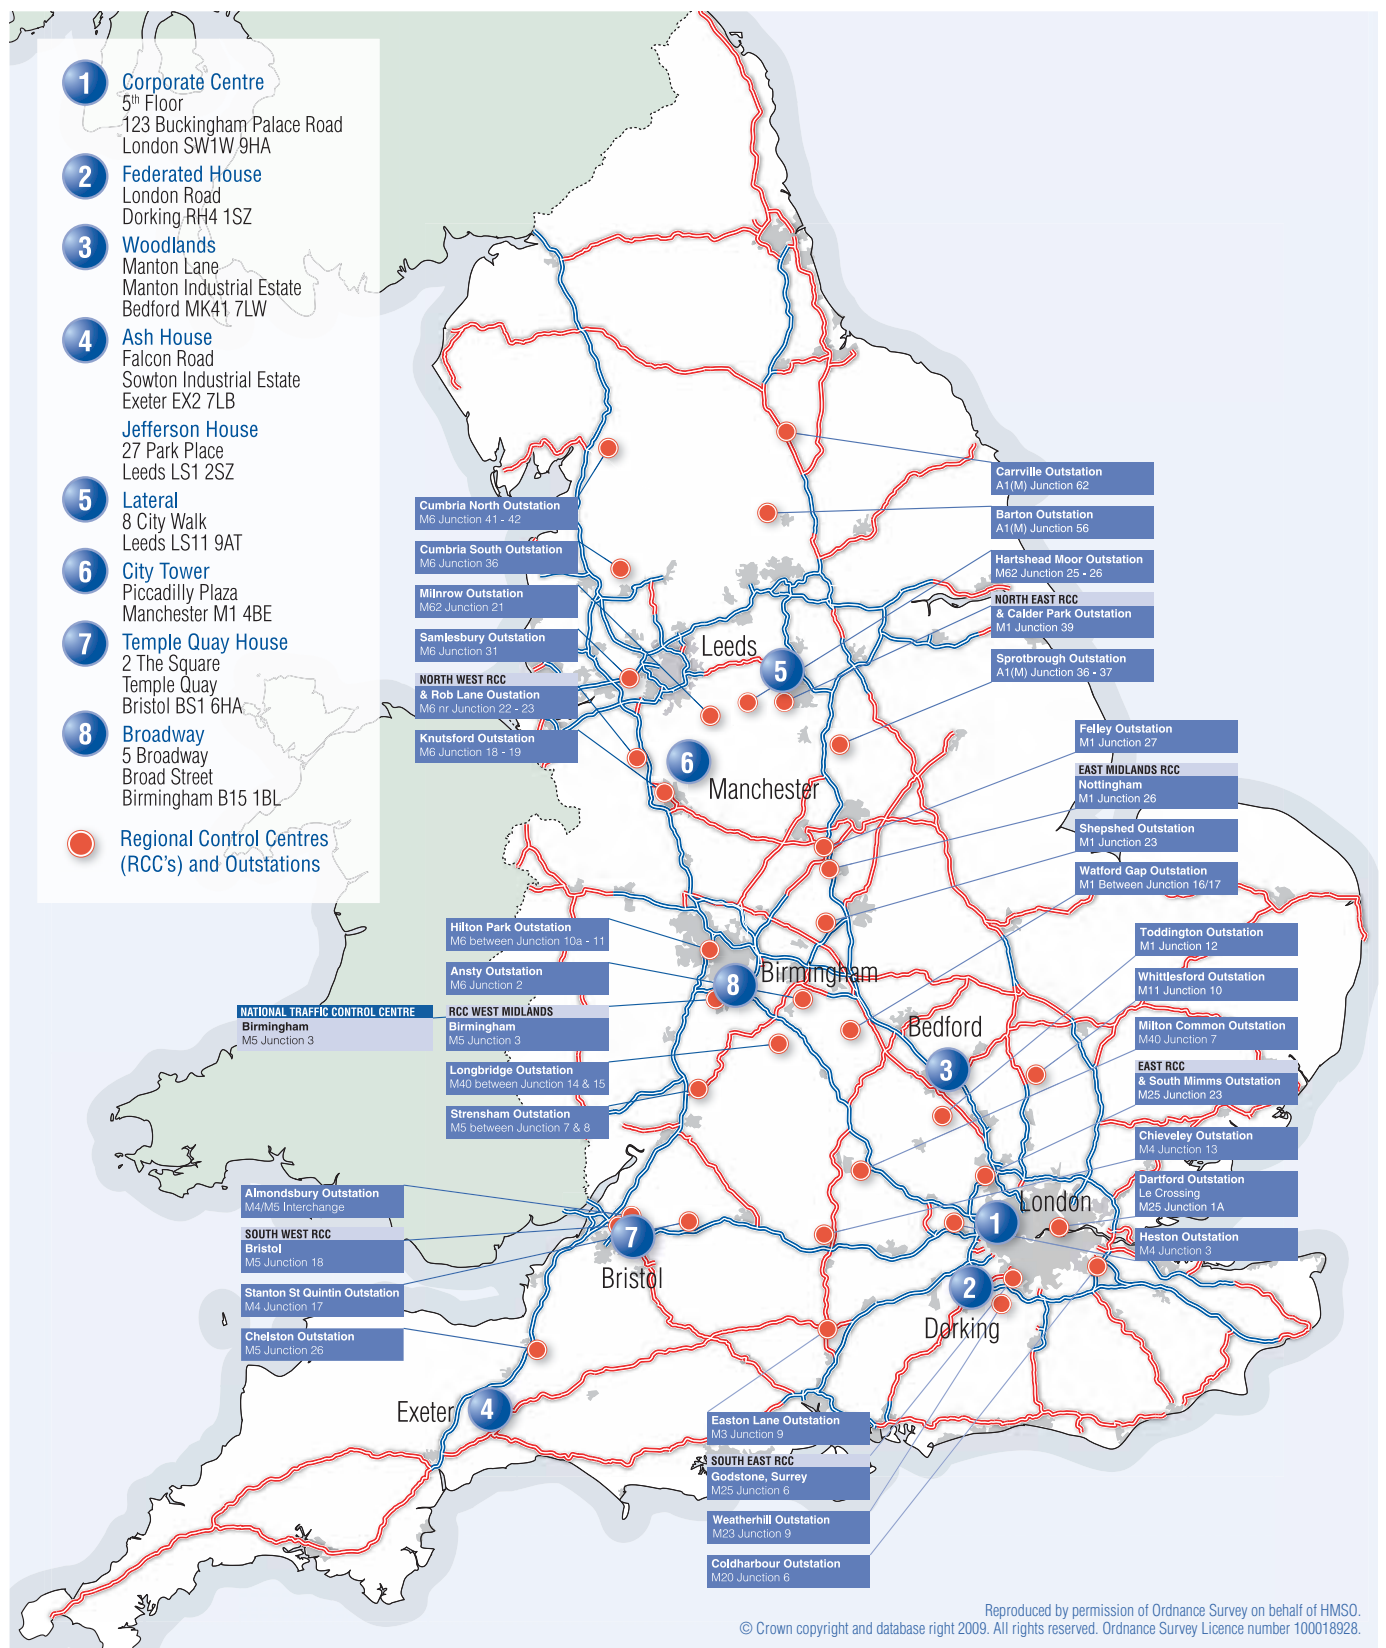 1
Corporate Centre
5th Floor
123 Buckingham Palace Road
London SW1W 9HA
2
Federated House
London Road
Dorking RH4 1SZ
3
Woodlands
Manton Lane
Manton Industrial Estate
Bedford MK41 7LW
4
Ash House
Falcon Road
Sowton Industrial Estate
Exeter EX2 7LB
Jefferson House
27 Park Place
Leeds LS1 2SZ
5
Lateral
8 City Walk
Leeds LS11 9AT
6
City Tower
Piccadilly Plaza
Manchester M1 4BE
7
Temple Quay House
2 The Square
Temple Quay
Bristol BS1 6HA
8
Broadway
5 Broadway
Broad Street
Birmingham B15 1BL
Regional Control Centres
(RCC's) and Outstations
Cumbria North Outstation
M6 Junction 41 - 42
Cumbria South Outstation
M6 Junction 36
Milnrow Outstation
M62 Junction 21
Samlesbury Outstation
M6 Junction 31
NORTH WEST RCC
& Rob Lane Oustation
M6 nr Junction 22 - 23
Knutsford Outstation
M6 Junction 18 - 19
Carrville Outstation
A1(M) Junction 62
Barton Outstation
A1(M) Junction 56
Hartshead Moor Outstation
M62 Junction 25 - 26
NORTH EAST RCC
& Calder Park Outstation
M1 Junction 39
Sprotbrough Outstation
A1(M) Junction 36 - 37
Felley Outstation
M1 Junction 27
EAST MIDLANDS RCC
Nottingham
M1 Junction 26
Shepshed Outstation
M1 Junction 23
Watford Gap Outstation
M1 Between Junction 16/17
Leeds
5
6
Manchester
Hilton Park Outstation
M6 between Junction 10a - 11
Ansty Outstation
M6 Junction 2
NATIONAL TRAFFIC CONTROL CENTRE
Birmingham
M5 Junction 3
RCC WEST MIDLANDS
Birmingham
M5 Junction 3
Longbridge Outstation
M40 between Junction 14 & 15
Strensham Outstation
M5 between Junction 7 & 8
8
Birmingham
Bedford
3
Toddington Outstation
M1 Junction 12
Whittlesford Outstation
M11 Junction 10
Milton Common Outstation
M40 Junction 7
EAST RCC
& South Mimms Outstation
M25 Junction 23
Chieveley Outstation
M4 Junction 13
Dartford Outstation
Le Crossing
M25 Junction 1A
Heston Outstation
M4 Junction 3
Almondsbury Outstation
M4/M5 Interchange
SOUTH WEST RCC
Bristol
M5 Junction 18
Stanton St Quintin Outstation
M4 Junction 17
Chelston Outstation
M5 Junction 26
7
Bristol
London
1
2
Dorking
Exeter
4
Easton Lane Outstation
M3 Junction 9
SOUTH EAST RCC
Godstone, Surrey
M25 Junction 6
Weatherhill Outstation
M23 Junction 9
Coldharbour Outstation
M20 Junction 6
Reproduced by permission of Ordnance Survey on behalf of HMSO.
© Crown copyright and database right 2009. All rights reserved. Ordnance Survey Licence number 100018928.